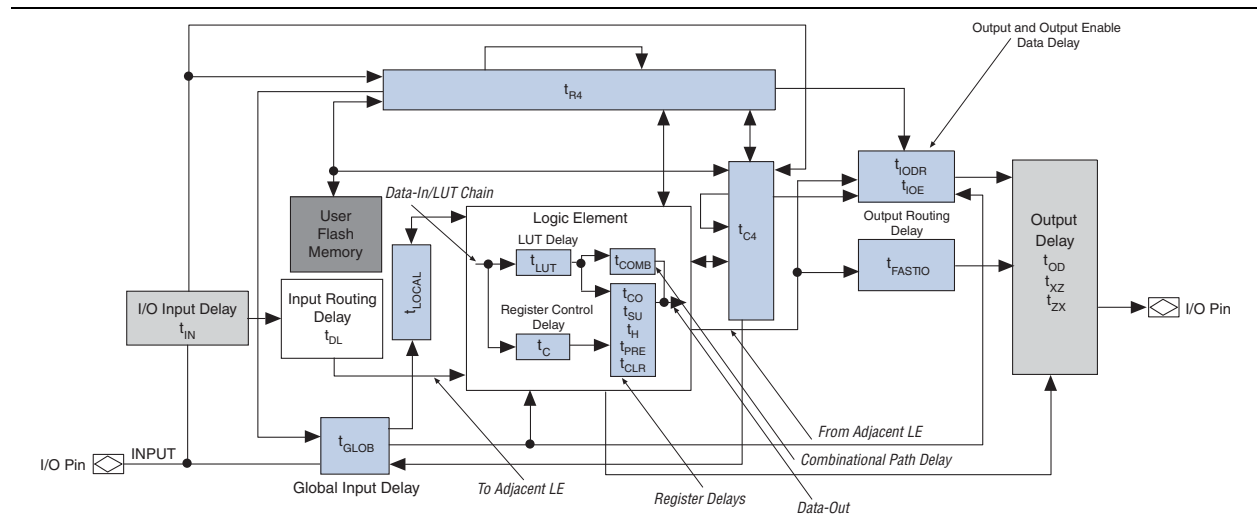 Output and Output Enable
Data Delay
tR4
tIODR
tIOE
Data-In/LUT Chain
User
Flash
Memory
Logic Element
tC4
Output Routing
Delay
Output
Delay
tOD
tXZ
tZX
LUT Delay
tLUT
tCOMB
tLOCAL
tFASTIO
I/O Input Delay
tIN
Input Routing
Delay
tDL
Register Control
Delay
tC
tCO
tSU
tH
tPRE
tCLR
I/O Pin
From Adjacent LE
tGLOB
I/O Pin
INPUT
Combinational Path Delay
Global Input Delay
To Adjacent LE
Register Delays
Data-Out